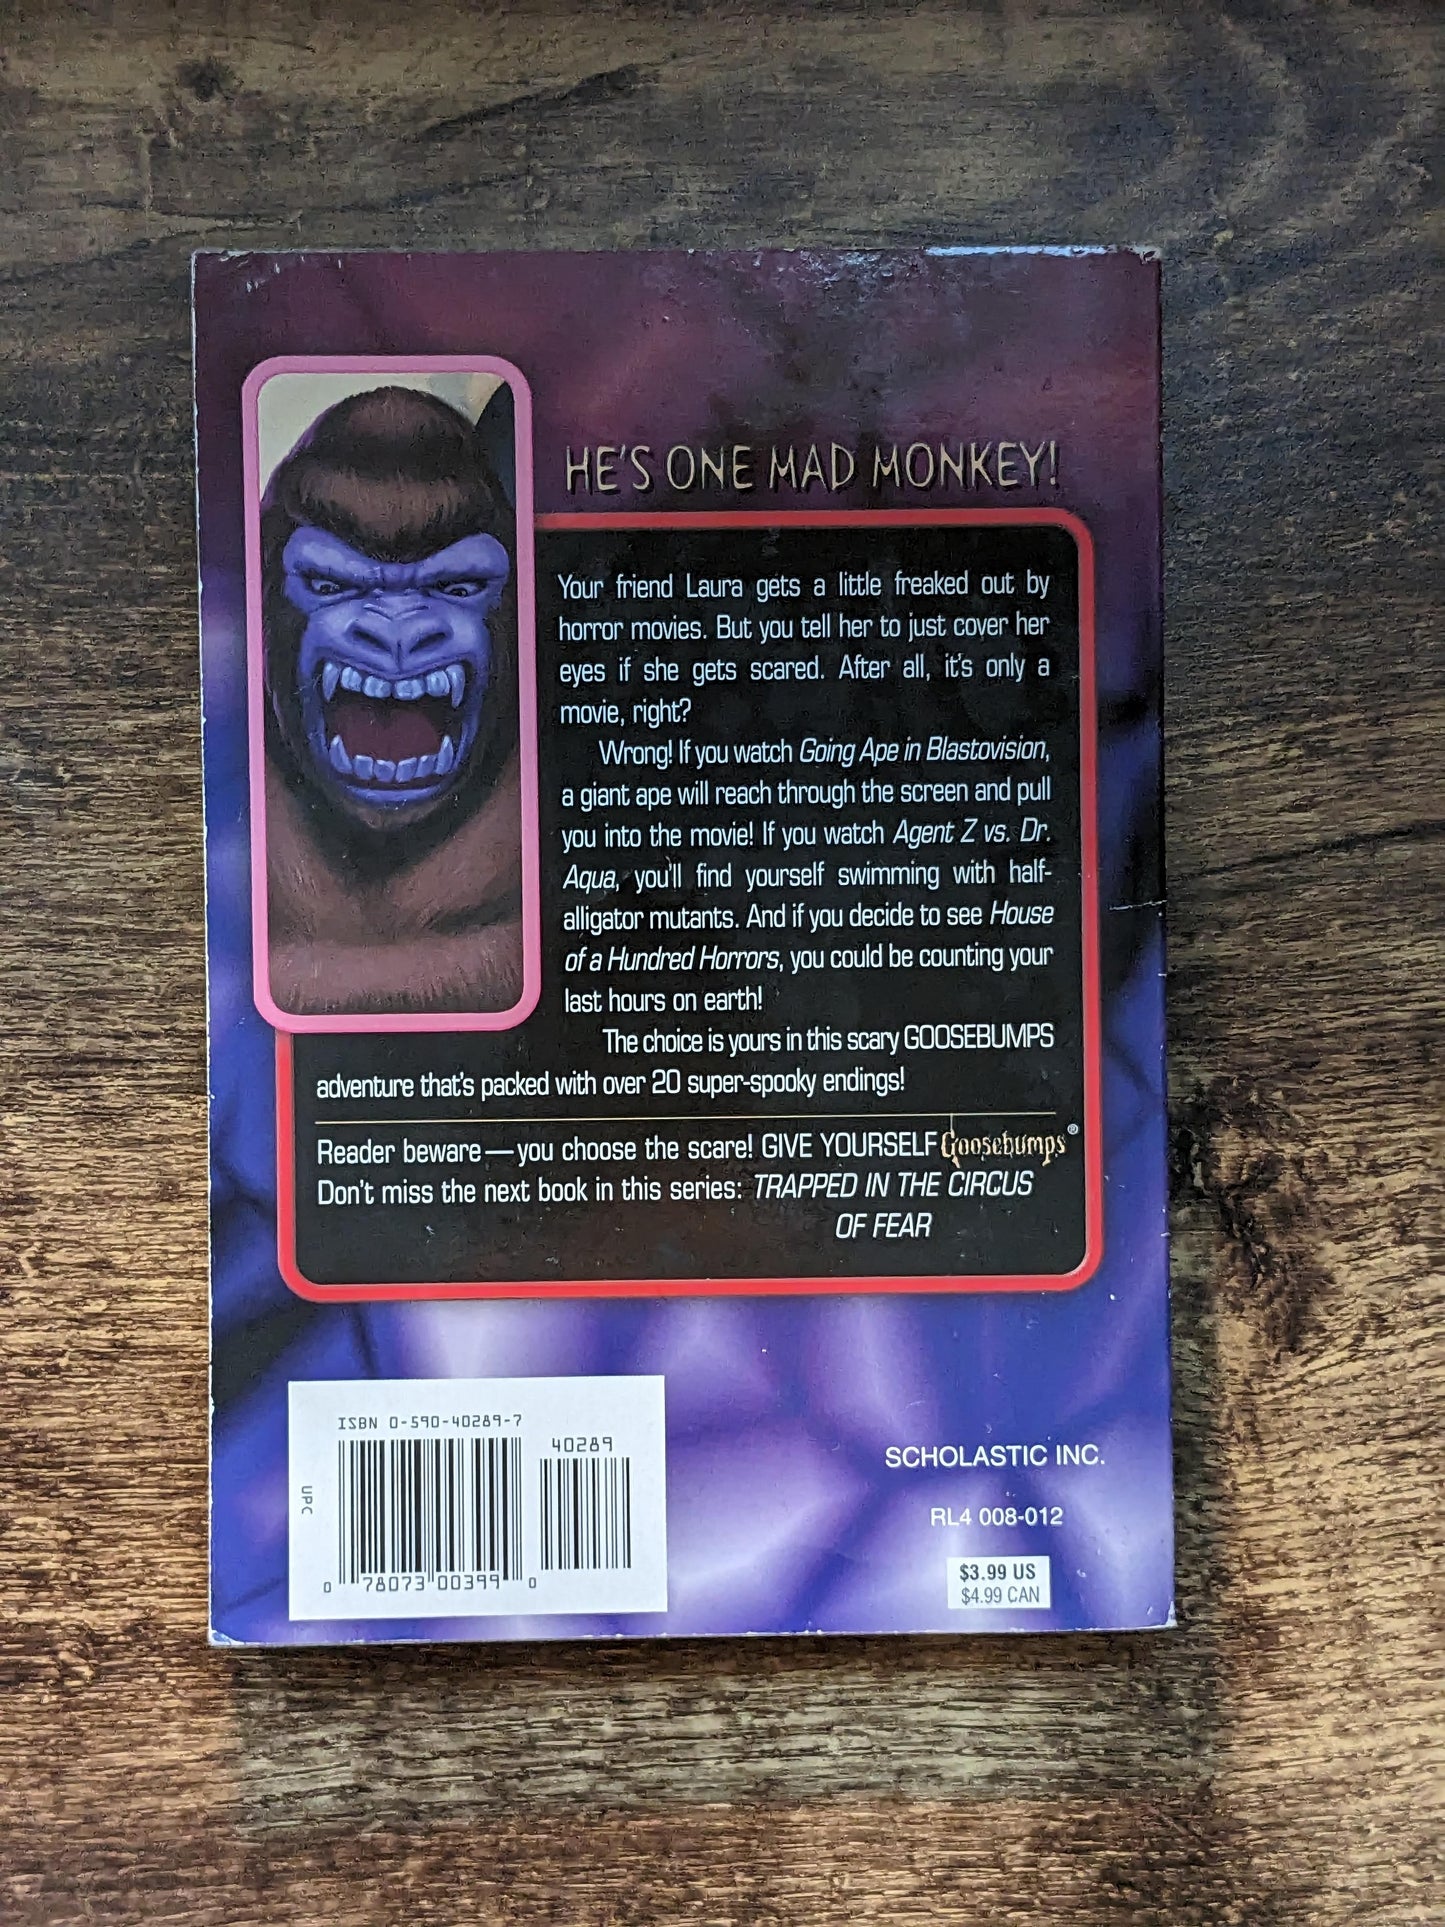 HE'S ONE MAD MONKEY!
Your friend Laura gets a little freaked out by
horror movies. But you tell her to just cover her
eyes if she gets scared. After all, it's only a
movie, right?
Wrong! If you watch Going Ape in Blastovision,
a giant ape will reach through the screen and pull
you into the movie! If you watch Agent Z vs. Dr.
Aqua, you'll find yourself swimming with half-
alligator mutants. And if you decide to see House
of a Hundred Horrors, you could be counting your
last hours on earth!
The choice is yours in this scary GOOSEBUMPS
adventure that's packed with over 20 super-spooky endings!
Reader beware—you choose the scare! GIVE YOURSELF Goosebumps®
Don't miss the next book in this series: TRAPPED IN THE CIRCUS
OF FEAR
ISBN 0-590-40289-7
40289
UPC
0 78073 00399 0
SCHOLASTIC INC.
RL4 008-012
$3.99 US
$4.99 CAN